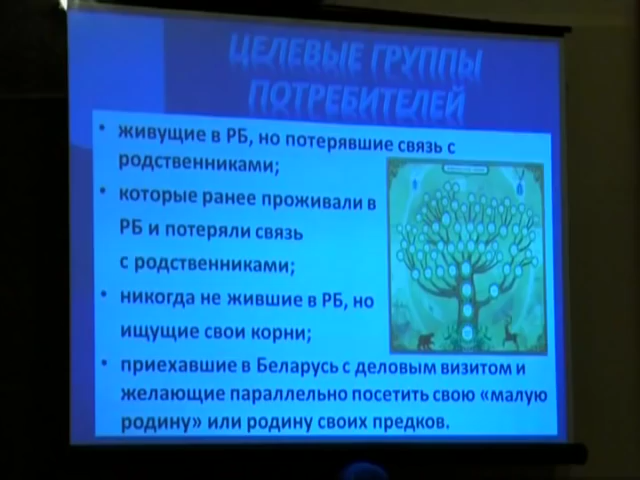 ЦЕЛЕВЫЕ ГРУППЫ
ПОТРЕБИТЕЛЕЙ
• живущие в РБ, но потерявшие связь с
родственниками;
• которые ранее проживали в
РБ и потеряли связь
с родственниками;
• никогда не жившие в РБ, но
ищущие свои корни;
• приехавшие в Беларусь с деловым визитом и
желающие параллельно посетить свою «малую
родину» или родину своих предков.